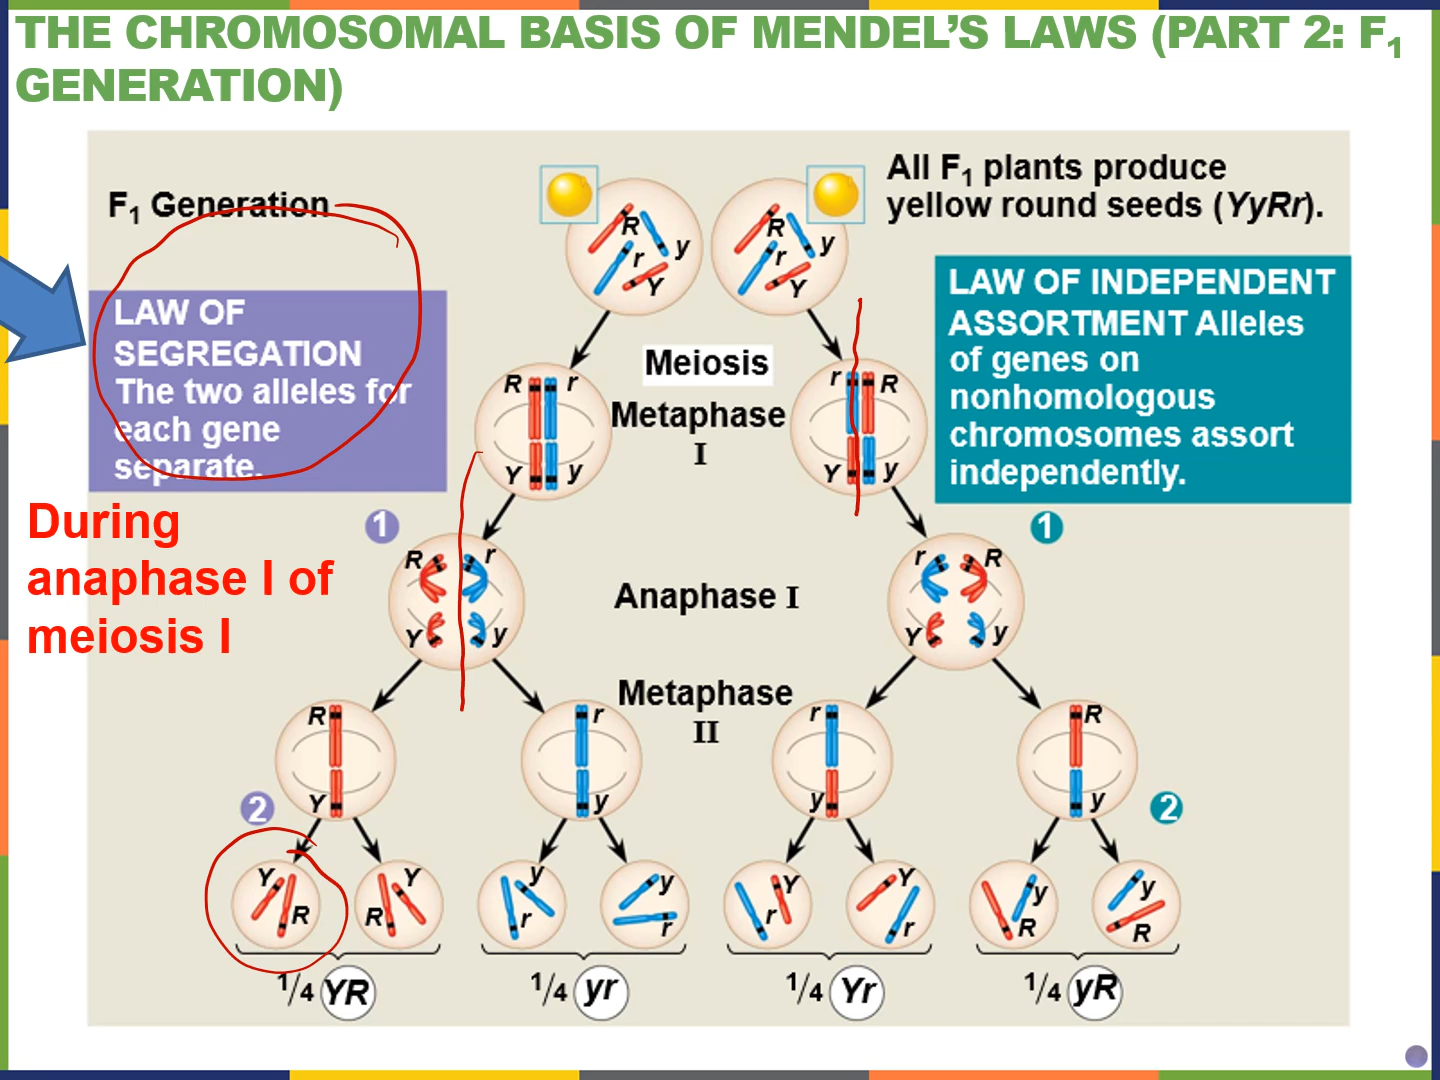 THE CHROMOSOMAL BASIS OF MENDEL'S LAWS (PART 2: F1
GENERATION)
F1 Generation
All F1 plants produce
yellow round seeds (YyRr).
R
y
r
Y
R
y
r
Y
LAW OF
SEGREGATION
The two alleles for
each gene
separate.
LAW OF INDEPENDENT
ASSORTMENT Alleles
of genes on
nonhomologous
chromosomes assort
independently.
Meiosis
Metaphase
I
R r
Y y
r R
Y y
During
anaphase I of
meiosis I
1
1
R r
Y y
Anaphase I
r R
Y y
Metaphase
II
R
Y
r
y
r
y
R
y
2
2
Y
R
Y
R
y
r
y
r
Y
r
Y
r
y
R
y
R
1/4 YR
1/4 yr
1/4 Yr
1/4 yR